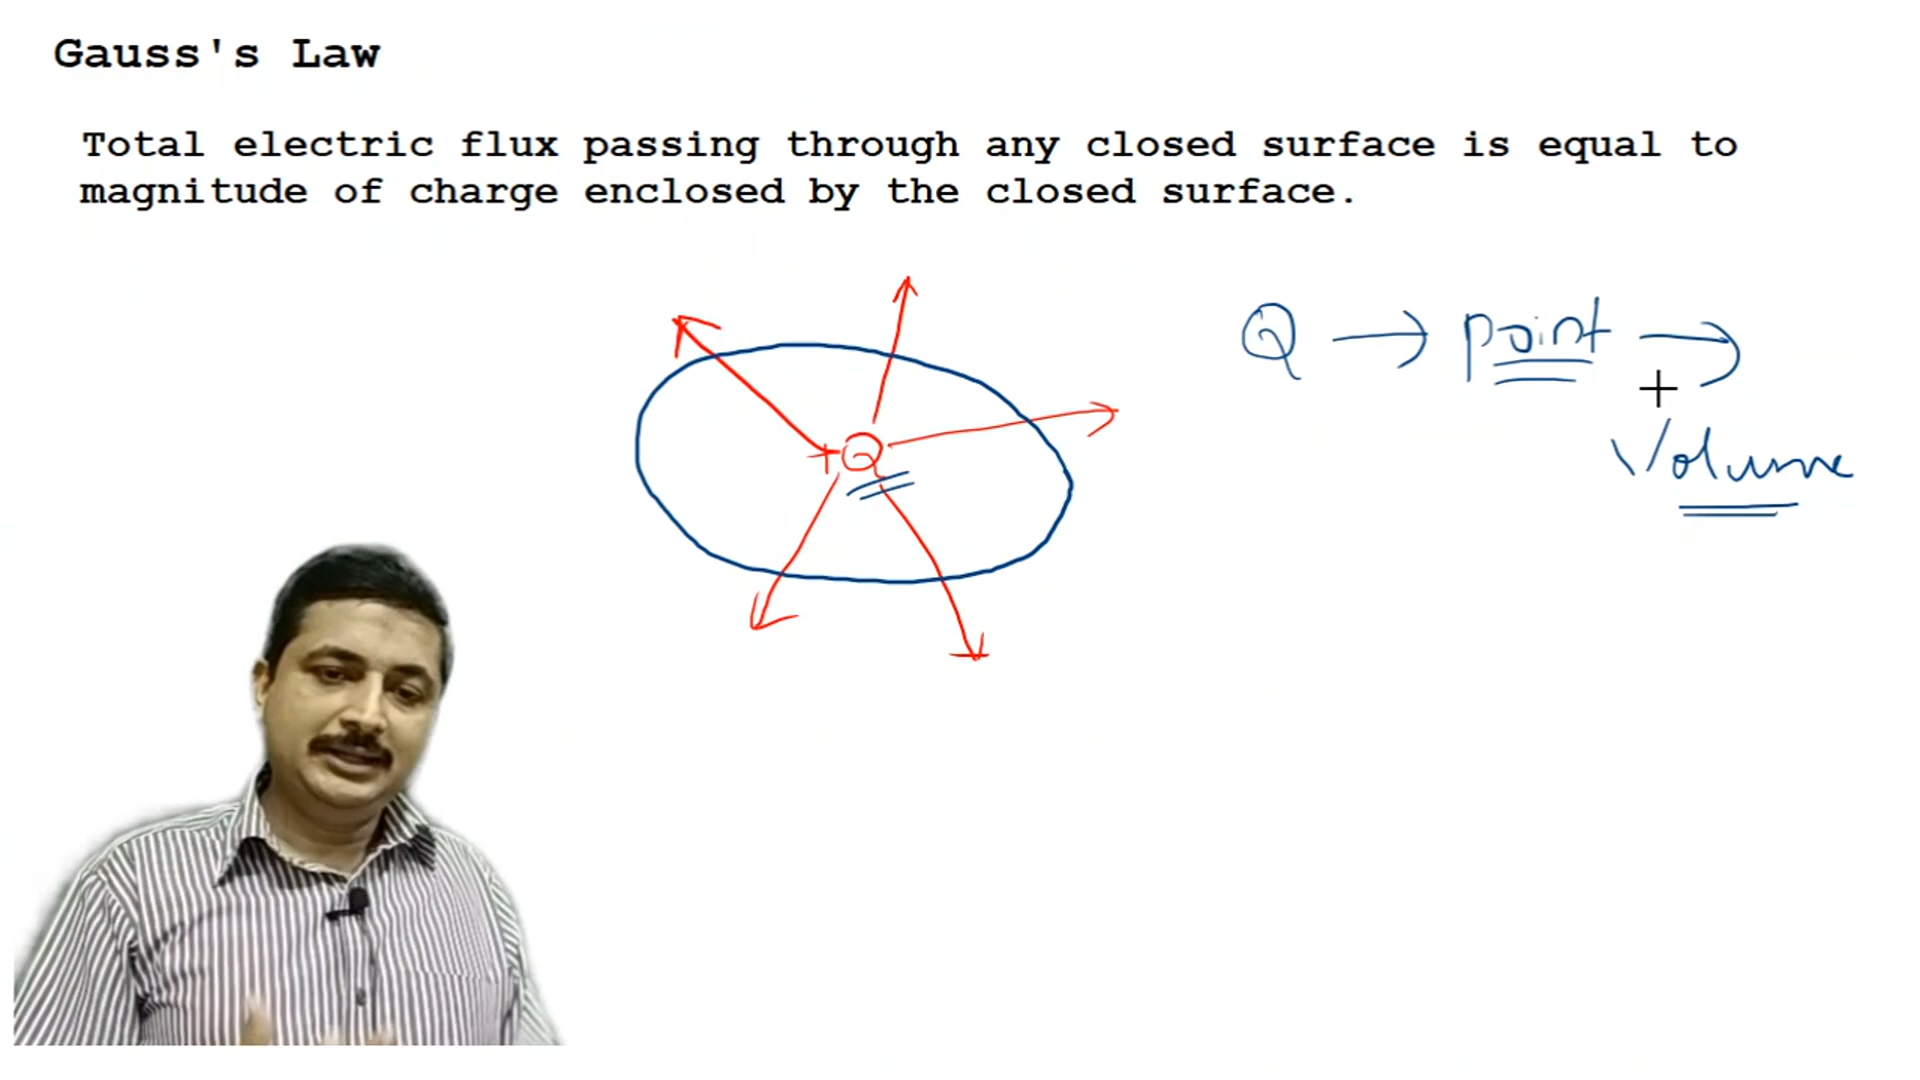 Gauss's Law
Total electric flux passing through any closed surface is equal to
magnitude of charge enclosed by the closed surface.
+Q
Q → point →
Volume